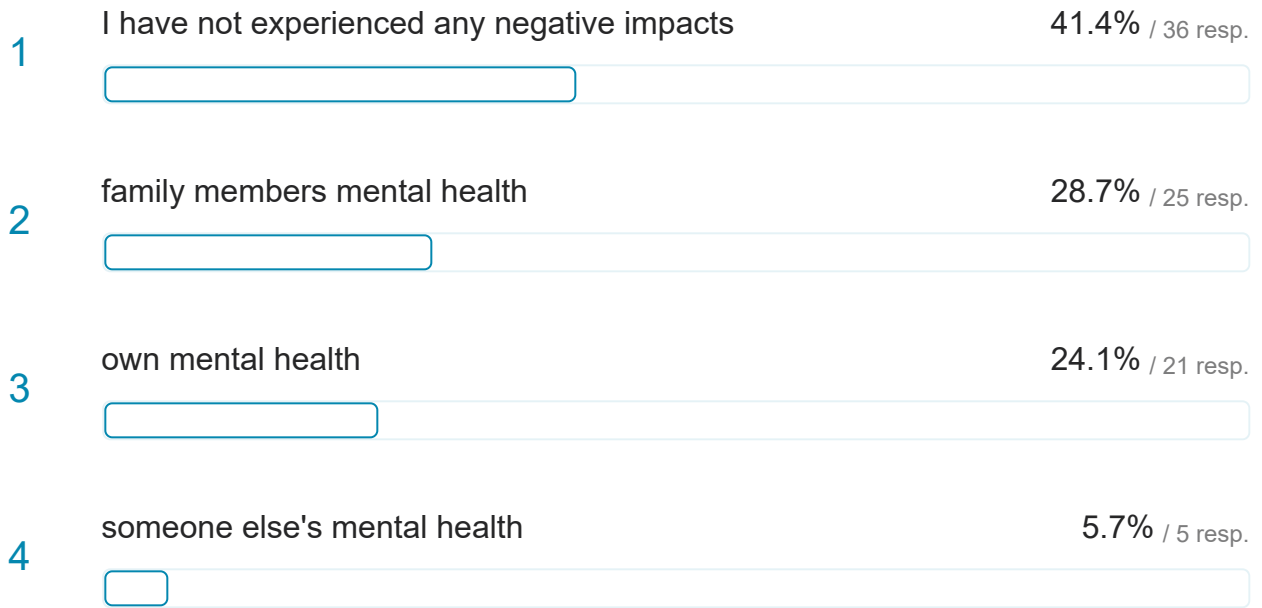 1 I have not experienced any negative impacts 41.4% / 36 resp.
2 family members mental health 28.7% / 25 resp.
3 own mental health 24.1% / 21 resp.
4 someone else's mental health 5.7% / 5 resp.